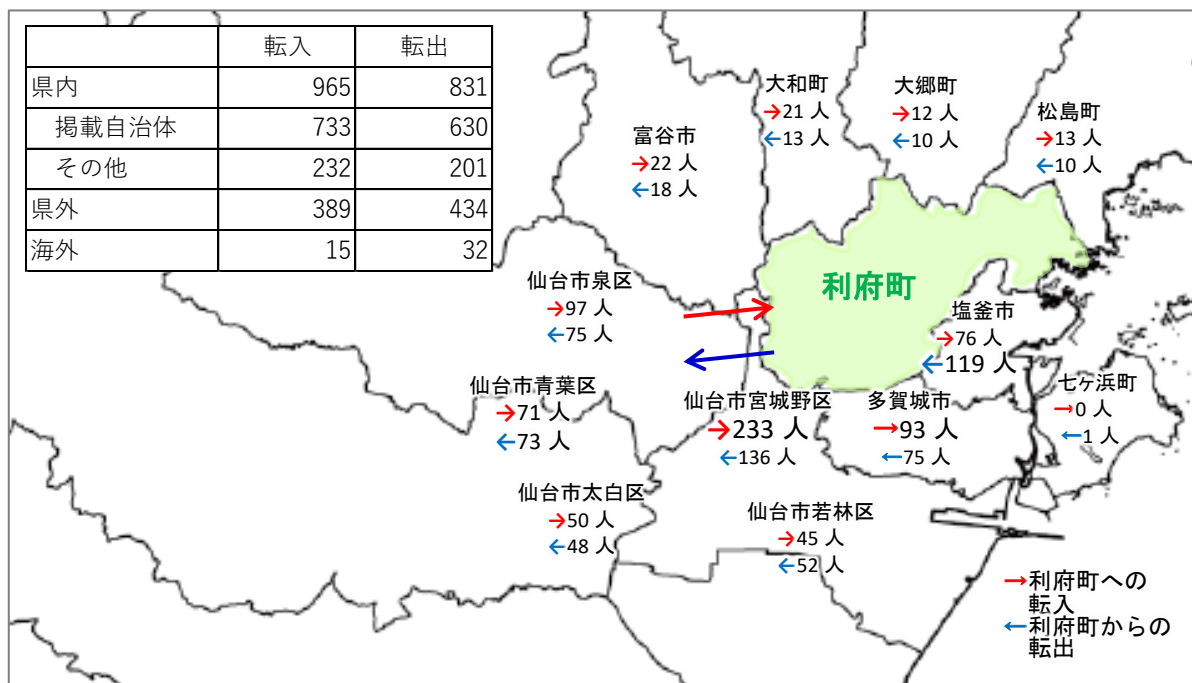 転入 転出
県内 965 831
掲載自治体 733 630
その他 232 201
県外 389 434
海外 15 32
大和町
→21 人
←13 人
大郷町
→12 人
←10 人
松島町
→13 人
←10 人
富谷市
→22 人
←18 人
利府町
仙台市泉区
→97 人
←75 人
塩釜市
→76 人
←119 人
仙台市青葉区
→71 人
←73 人
仙台市宮城野区
→233 人
←136 人
多賀城市
→93 人
←75 人
七ヶ浜町
→0 人
←1 人
仙台市太白区
→50 人
←48 人
仙台市若林区
→45 人
←52 人
→利府町への
転入
←利府町からの
転出